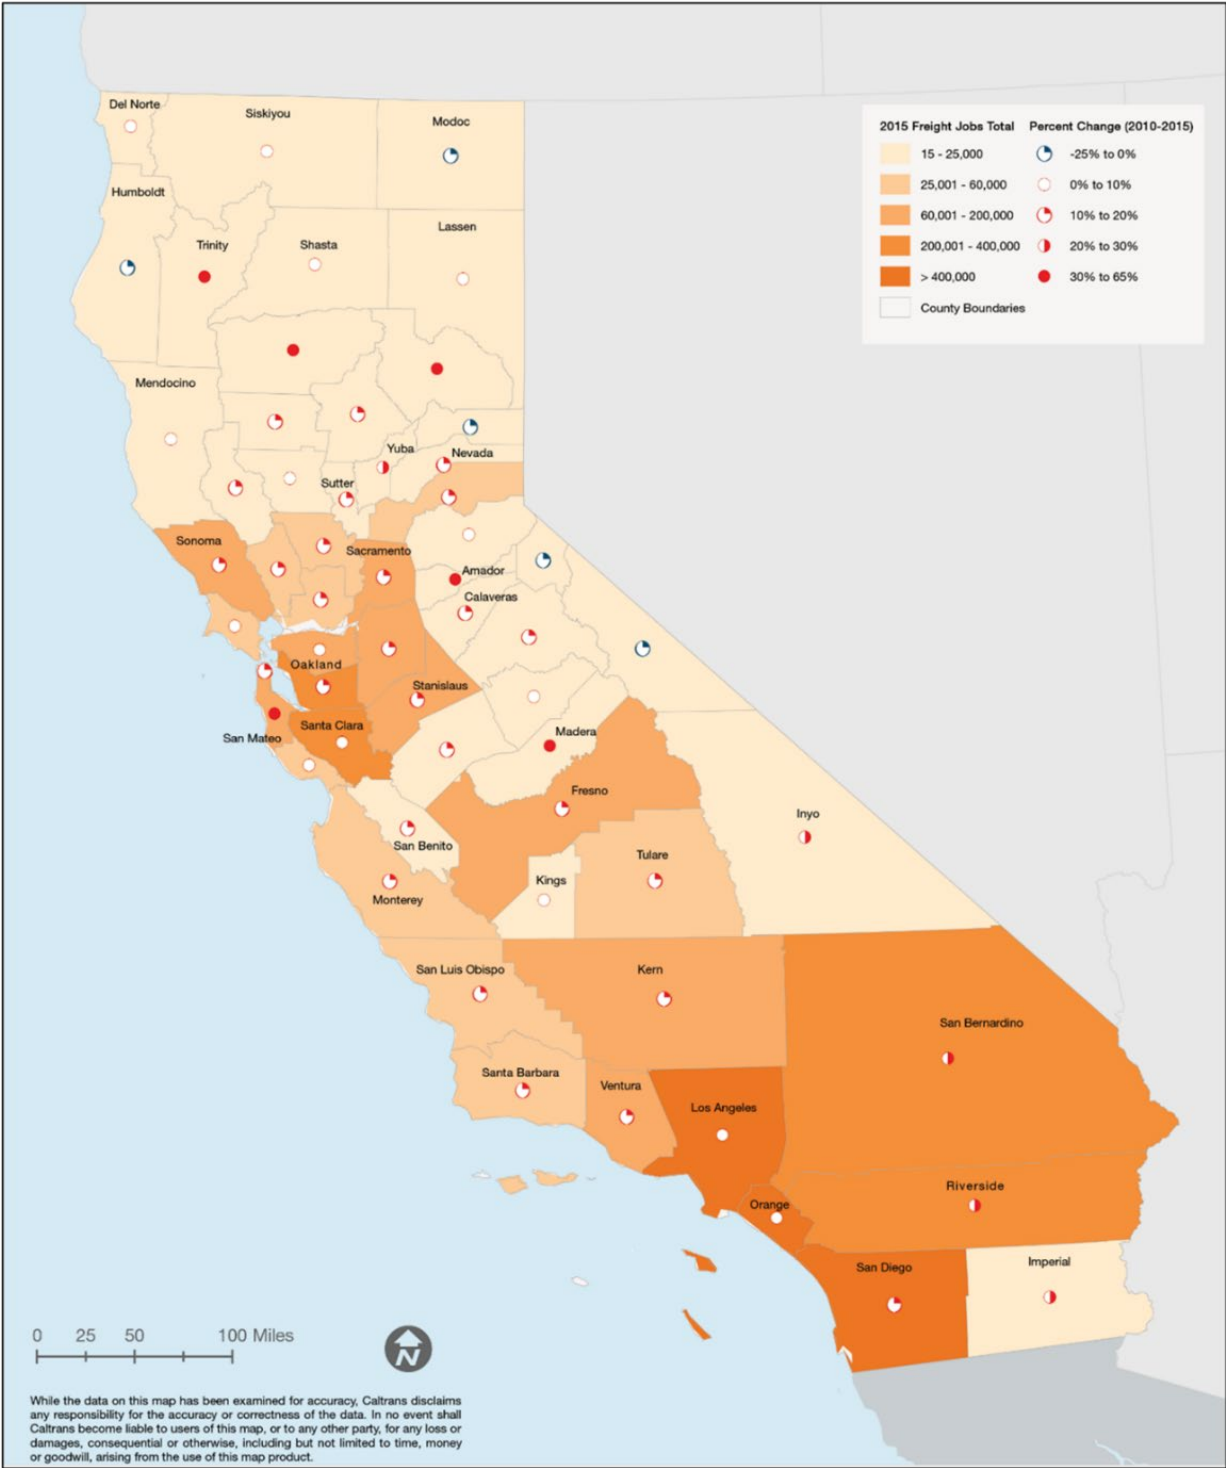 Del Norte
Siskiyou
Modoc
2015 Freight Jobs Total Percent Change (2010-2015)
15 - 25,000 -25% to 0%
25,001 - 60,000 0% to 10%
60,001 - 200,000 10% to 20%
200,001 - 400,000 20% to 30%
> 400,000 30% to 65%
County Boundaries
Humboldt
Trinity
Shasta
Lassen
Mendocino
Yuba
Nevada
Sutter
Sonoma
Sacramento
Amador
Calaveras
Oakland
Stanislaus
Santa Clara
San Mateo
Madera
Fresno
Inyo
San Benito
Tulare
Kings
Monterey
San Luis Obispo
Kern
San Bernardino
Santa Barbara
Ventura
Los Angeles
Riverside
Orange
San Diego
Imperial
0 25 50 100 Miles
N
While the data on this map has been examined for accuracy, Caltrans disclaims
any responsibility for the accuracy or correctness of the data. In no event shall
Caltrans become liable to users of this map, or to any other party, for any loss or
damages, consequential or otherwise, including but not limited to time, money
or goodwill, arising from the use of this map product.